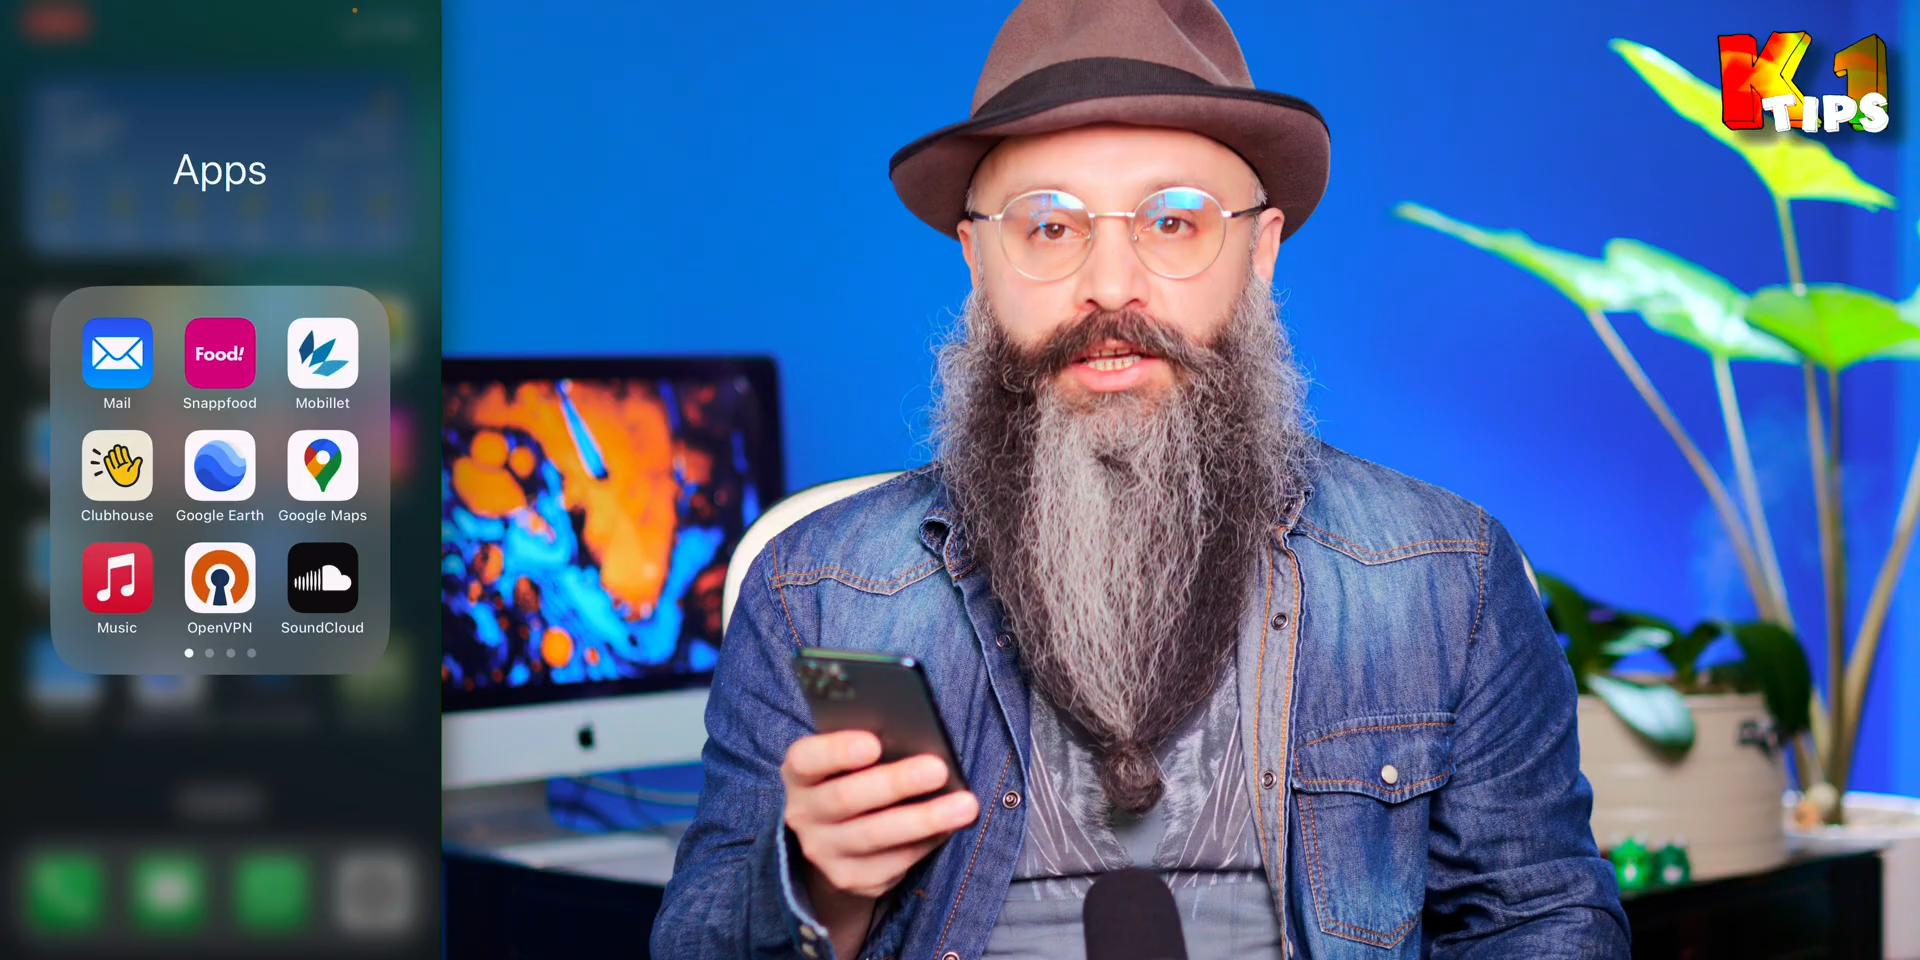 Apps
Food!
Mail
Snappfood
Mobillet
Clubhouse
Google Earth
Google Maps
Music
OpenVPN
SoundCloud
K1
TIPS